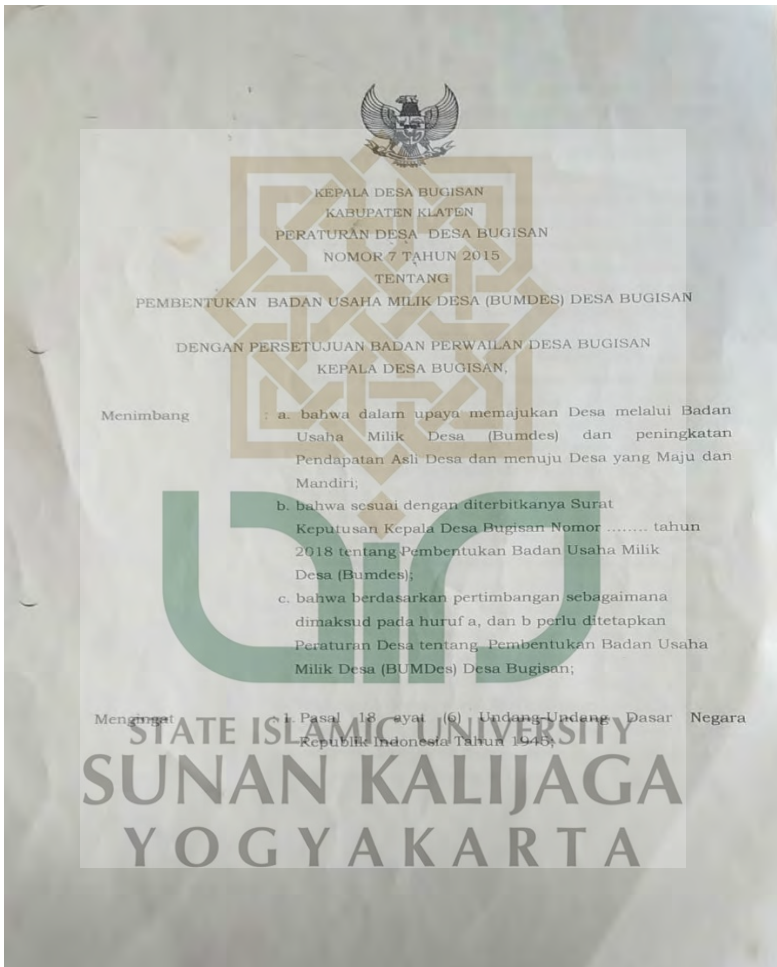 KEPALA DESA BUGISAN
KABUPATEN KLATEN
PERATURAN DESA DESA BUGISAN
NOMOR 7 TAHUN 2015
TENTANG
PEMBENTUKAN BADAN USAHA MILIK DESA (BUMDES) DESA BUGISAN
DENGAN PERSETUJUAN BADAN PERWAILAN DESA BUGISAN
KEPALA DESA BUGISAN,
Menimbang : a. bahwa dalam upaya memajukan Desa melalui Badan
Usaha Milik Desa (Bumdes) dan peningkatan
Pendapatan Asli Desa dan menuju Desa yang Maju dan
Mandiri;
b. bahwa sesuai dengan diterbitkanya Surat
Keputusan Kepala Desa Bugisan Nomor ........ tahun
2018 tentang Pembentukan Badan Usaha Milik
Desa (Bumdes);
c. bahwa berdasarkan pertimbangan sebagaimana
dimaksud pada huruf a, dan b perlu ditetapkan
Peraturan Desa tentang Pembentukan Badan Usaha
Milik Desa (BUMDes) Desa Bugisan;
Mengingat : 1. Pasal 18 ayat (6) Undang-Undang Dasar Negara
Republik Indonesia Tahun 1945;
STATE ISLAMIC UNIVERSITY
SUNAN KALIJAGA
YOGYAKARTA